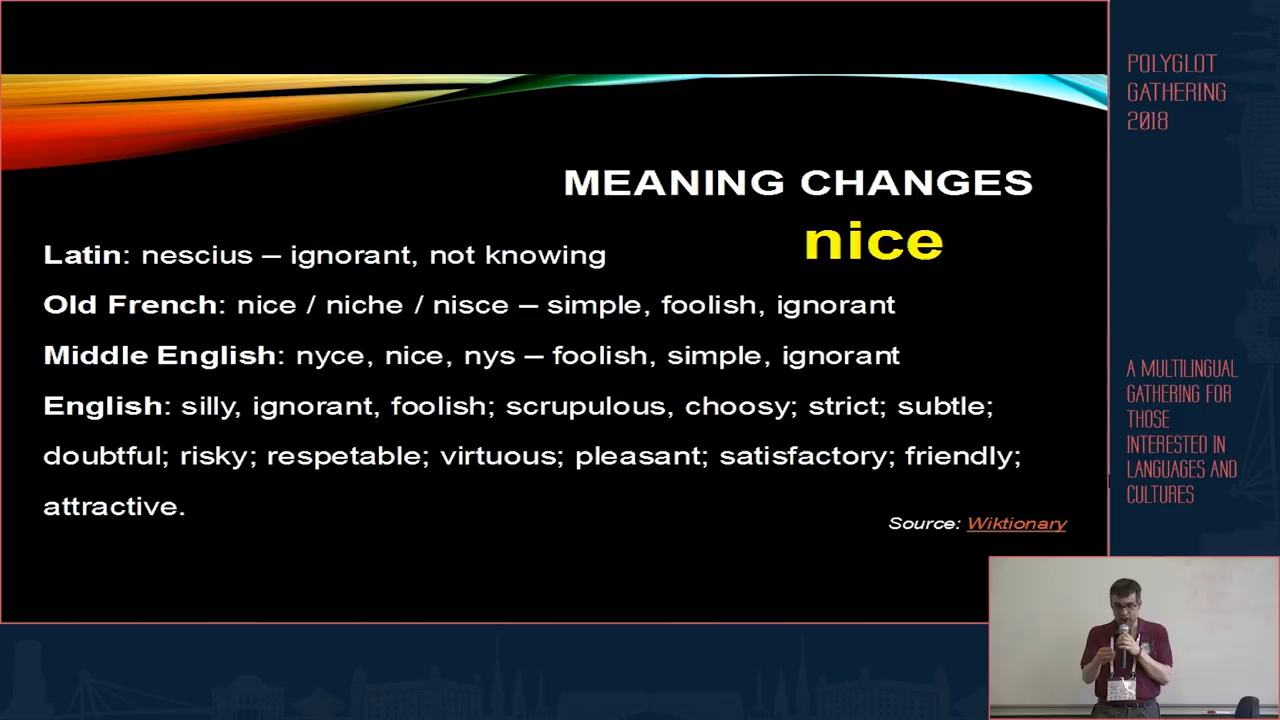 MEANING CHANGES
nice
Latin: nescius – ignorant, not knowing
Old French: nice / niche / nisce – simple, foolish, ignorant
Middle English: nyce, nice, nys – foolish, simple, ignorant
English: silly, ignorant, foolish; scrupulous, choosy; strict; subtle;
doubtful; risky; respetable; virtuous; pleasant; satisfactory; friendly;
attractive.
Source: Wiktionary
POLYGLOT
GATHERING
2018
A MULTILINGUAL
GATHERING FOR
THOSE
INTERESTED IN
LANGUAGES AND
CULTURES